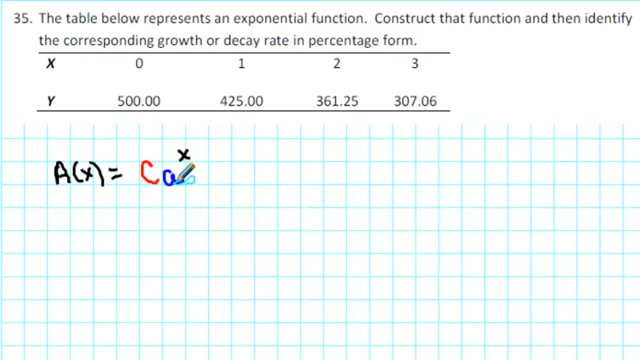 35. The table below represents an exponential function. Construct that function and then identify
the corresponding growth or decay rate in percentage form.
X 0 1 2 3
Y 500.00 425.00 361.25 307.06
A(x) = Ca^x